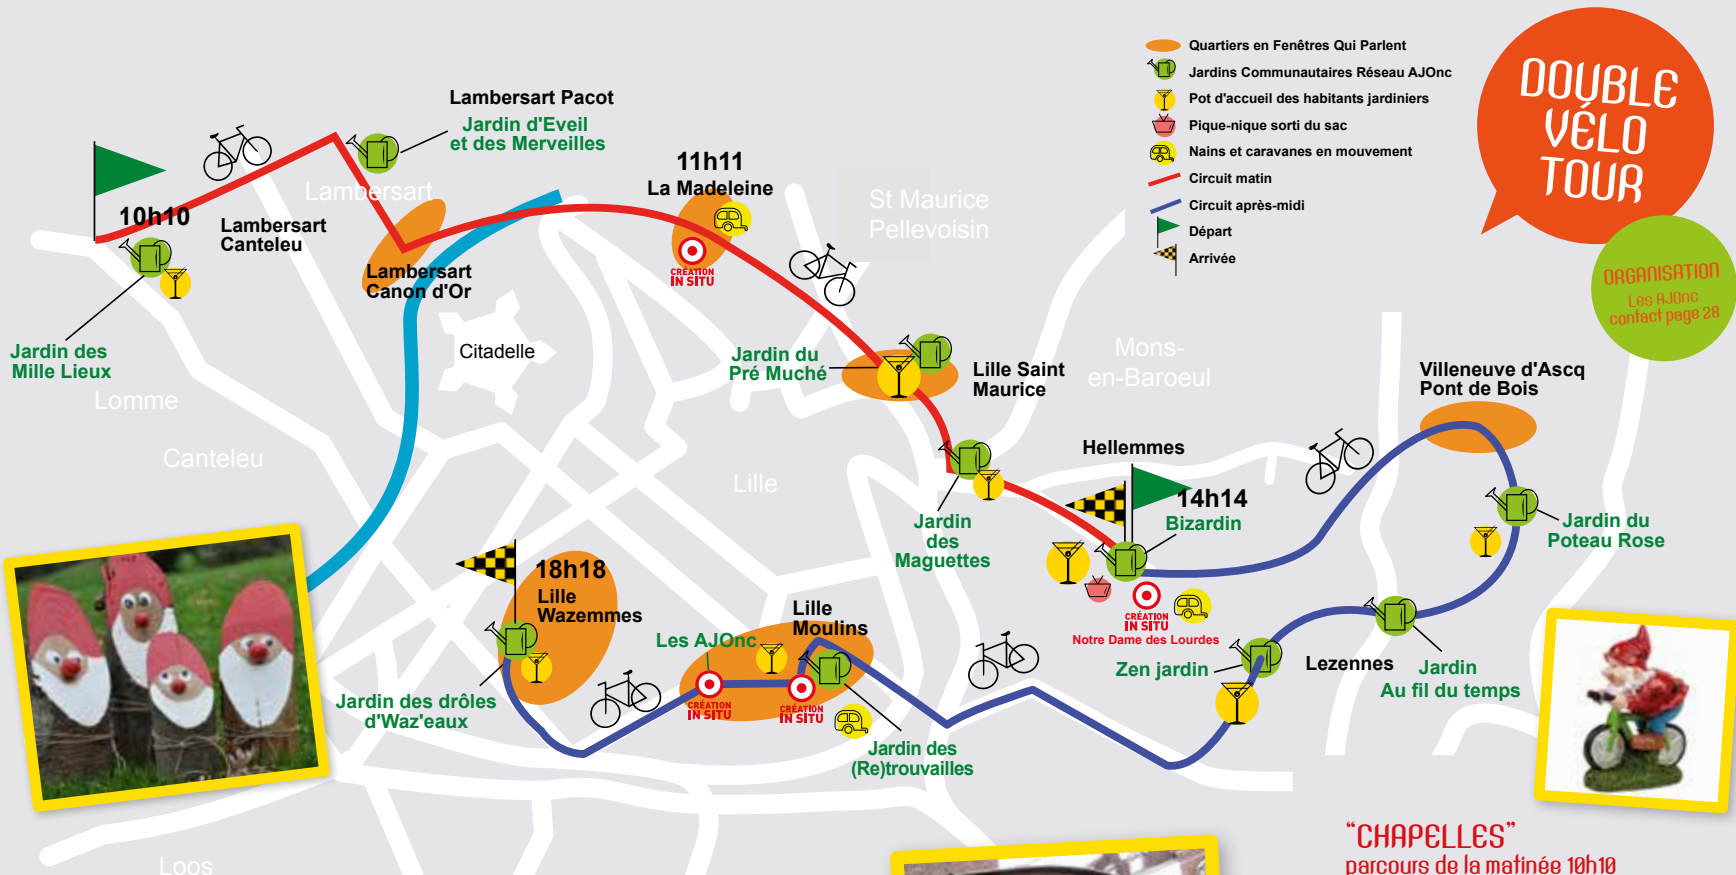 Quartiers en Fenêtres Qui Parlent
Jardins Communautaires Réseau AJOnc
Pot d'accueil des habitants jardiniers
Pique-nique sorti du sac
Nains et caravanes en mouvement
Circuit matin
Circuit après-midi
Départ
Arrivée
DOUBLE
VÉLO
TOUR
ORGANISATION
Les AJOnc
contact page 28
Lambersart Pacot
Jardin d'Eveil
et des Merveilles
Lambersart
10h10
Lambersart
Canteleu
Lambersart
Canon d'Or
Jardin des
Mille Lieux
Lomme
Canteleu
Citadelle
11h11
La Madeleine
CRÉATION
IN SITU
St Maurice
Pellevoisin
Jardin du
Pré Muché
Lille Saint
Maurice
Mons-
en-Baroeul
Villeneuve d'Ascq
Pont de Bois
Lille
Hellemmes
14h14
Bizardin
Jardin
des
Maguettes
Jardin du
Poteau Rose
CRÉATION
IN SITU
Notre Dame des Lourdes
Zen jardin
Lezennes
Jardin
Au fil du temps
18h18
Lille
Wazemmes
Lille
Moulins
Les AJOnc
CRÉATION
IN SITU
CRÉATION
IN SITU
Jardin des drôles
d'Waz'eaux
Jardin des
(Re)trouvailles
Loos
“CHAPELLES”
parcours de la matinée 10h10